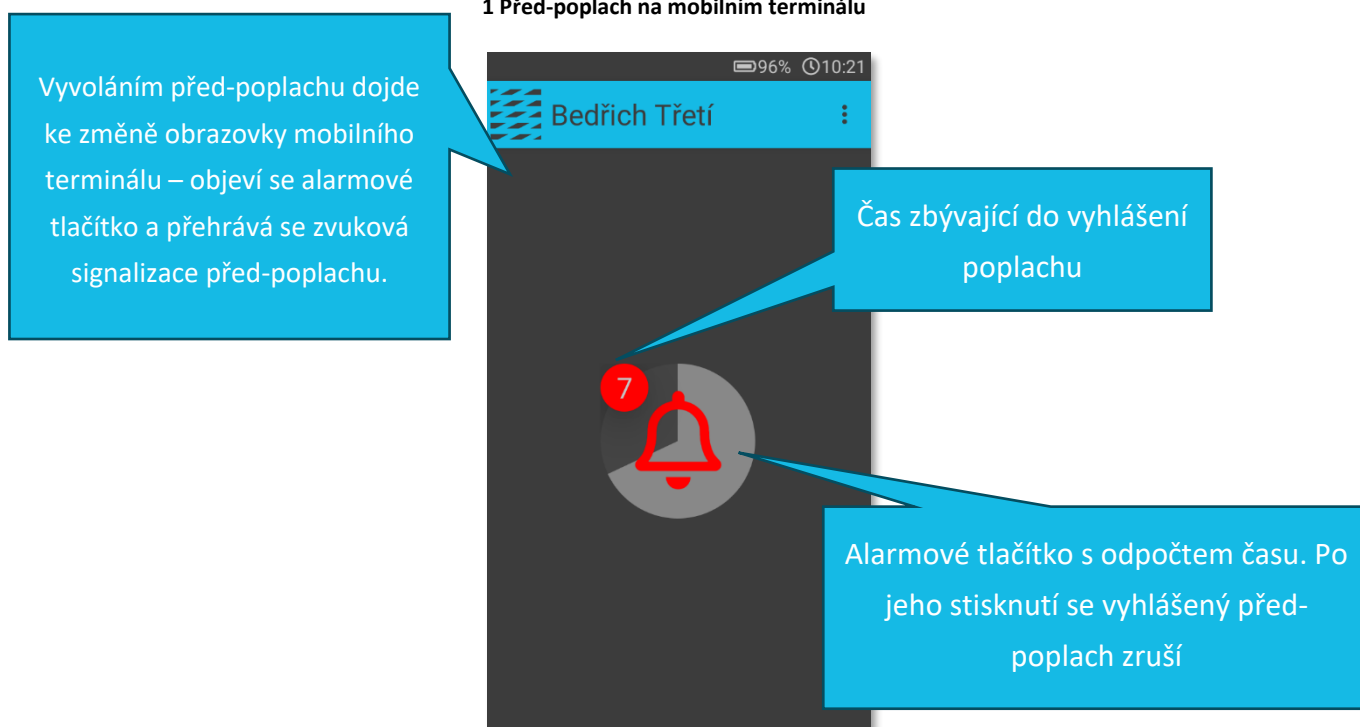 1 Před-poplach na mobilním terminálu
Vyvoláním před-poplachu dojde
ke změně obrazovky mobilního
terminálu – objeví se alarmové
tlačítko a přehrává se zvuková
signalizace před-poplachu.
96% 10:21
Bedřich Třetí
Čas zbývající do vyhlášení
poplachu
7
Alarmové tlačítko s odpočtem času. Po
jeho stisknutí se vyhlášený před-
poplach zruší